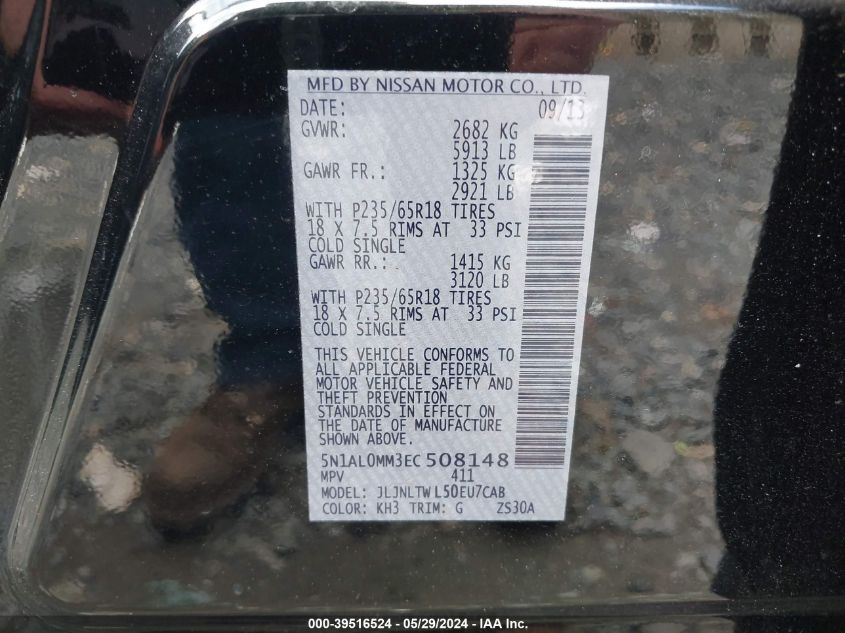 MFD BY NISSAN MOTOR CO., LTD.
DATE: 09/13
GVWR: 2682 KG
5913 LB
GAWR FR.: 1325 KG
2921 LB
WITH P235/65R18 TIRES
18 X 7.5 RIMS AT 33 PSI
COLD SINGLE
GAWR RR.: 1415 KG
3120 LB
WITH P235/65R18 TIRES
18 X 7.5 RIMS AT 33 PSI
COLD SINGLE
THIS VEHICLE CONFORMS TO
ALL APPLICABLE FEDERAL
MOTOR VEHICLE SAFETY AND
THEFT PREVENTION
STANDARDS IN EFFECT ON
THE DATE OF MANUFACTURE
SHOWN ABOVE.
5N1AL0MM3EC 508148
MPV 411
MODEL: JLJNLTW L50EU7CAB
COLOR: KH3 TRIM: G ZS30A
000-39516524 - 05/29/2024 - IAA Inc.